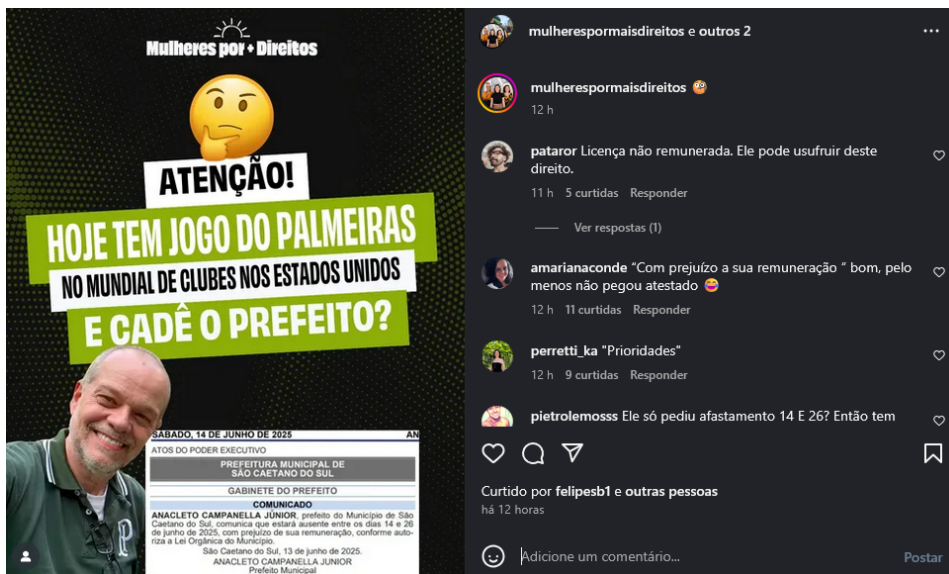 Mulheres por + Direitos
ATENÇÃO!
HOJE TEM JOGO DO PALMEIRAS
NO MUNDIAL DE CLUBES NOS ESTADOS UNIDOS
E CADÊ O PREFEITO?
P
SÁBADO, 14 DE JUNHO DE 2025 AN
ATOS DO PODER EXECUTIVO
PREFEITURA MUNICIPAL DE
SÃO CAETANO DO SUL
GABINETE DO PREFEITO
COMUNICADO
ANACLETO CAMPANELLA JÚNIOR, prefeito do Município de São
Caetano do Sul, comunica que estará ausente entre os dias 14 e 26
de junho de 2025, com prejuízo de sua remuneração, conforme auto-
riza a Lei Orgânica do Município.
São Caetano do Sul, 13 de junho de 2025.
ANACLETO CAMPANELLA JUNIOR
Prefeito Municipal
mulherespormaisdireitos e outros 2
mulherespormaisdireitos
12 h
pataror Licença não remunerada. Ele pode usufruir deste
direito.
11 h 5 curtidas Responder
Ver respostas (1)
amarianaconde “Com prejuízo a sua remuneração “ bom, pelo
menos não pegou atestado 😂
12 h 11 curtidas Responder
perretti_ka "Prioridades"
12 h 9 curtidas Responder
pietrolemosss Ele só pediu afastamento 14 E 26? Então tem
Curtido por felipesb1 e outras pessoas
há 12 horas
Adicione um comentário...
Postar